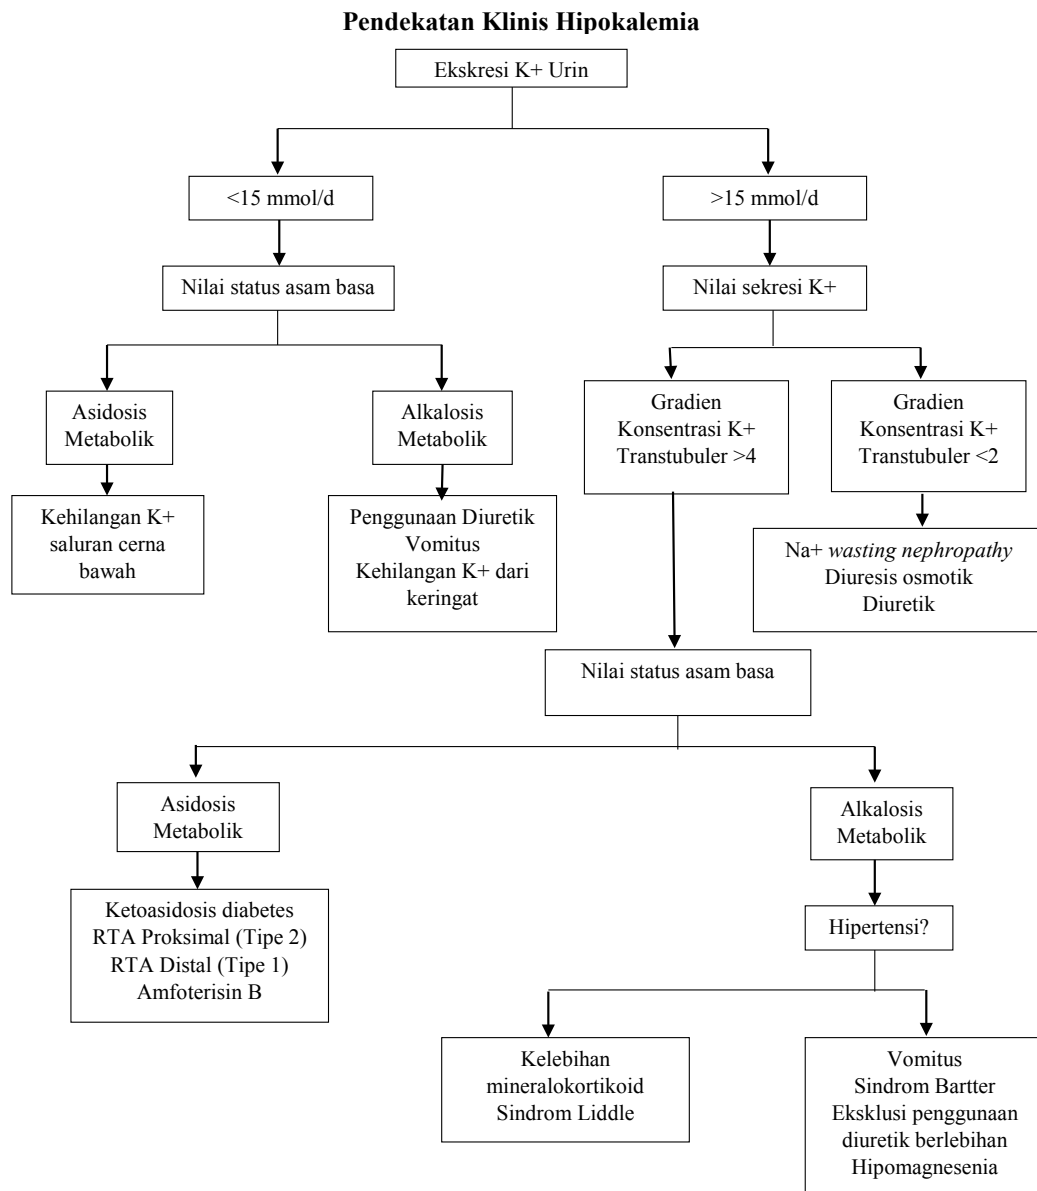 Pendekatan Klinis Hipokalemia
Ekskresi K+ Urin
<15 mmol/d
>15 mmol/d
Nilai status asam basa
Nilai sekresi K+
Asidosis
Metabolik
Alkalosis
Metabolik
Gradien
Konsentrasi K+
Transtubuler >4
Gradien
Konsentrasi K+
Transtubuler <2
Kehilangan K+
saluran cerna
bawah
Penggunaan Diuretik
Vomitus
Kehilangan K+ dari
keringat
Na+ wasting nephropathy
Diuresis osmotik
Diuretik
Nilai status asam basa
Asidosis
Metabolik
Alkalosis
Metabolik
Ketoasidosis diabetes
RTA Proksimal (Tipe 2)
RTA Distal (Tipe 1)
Amfoterisin B
Hipertensi?
Kelebihan
mineralokortikoid
Sindrom Liddle
Vomitus
Sindrom Bartter
Eksklusi penggunaan
diuretik berlebihan
Hipomagnesenia